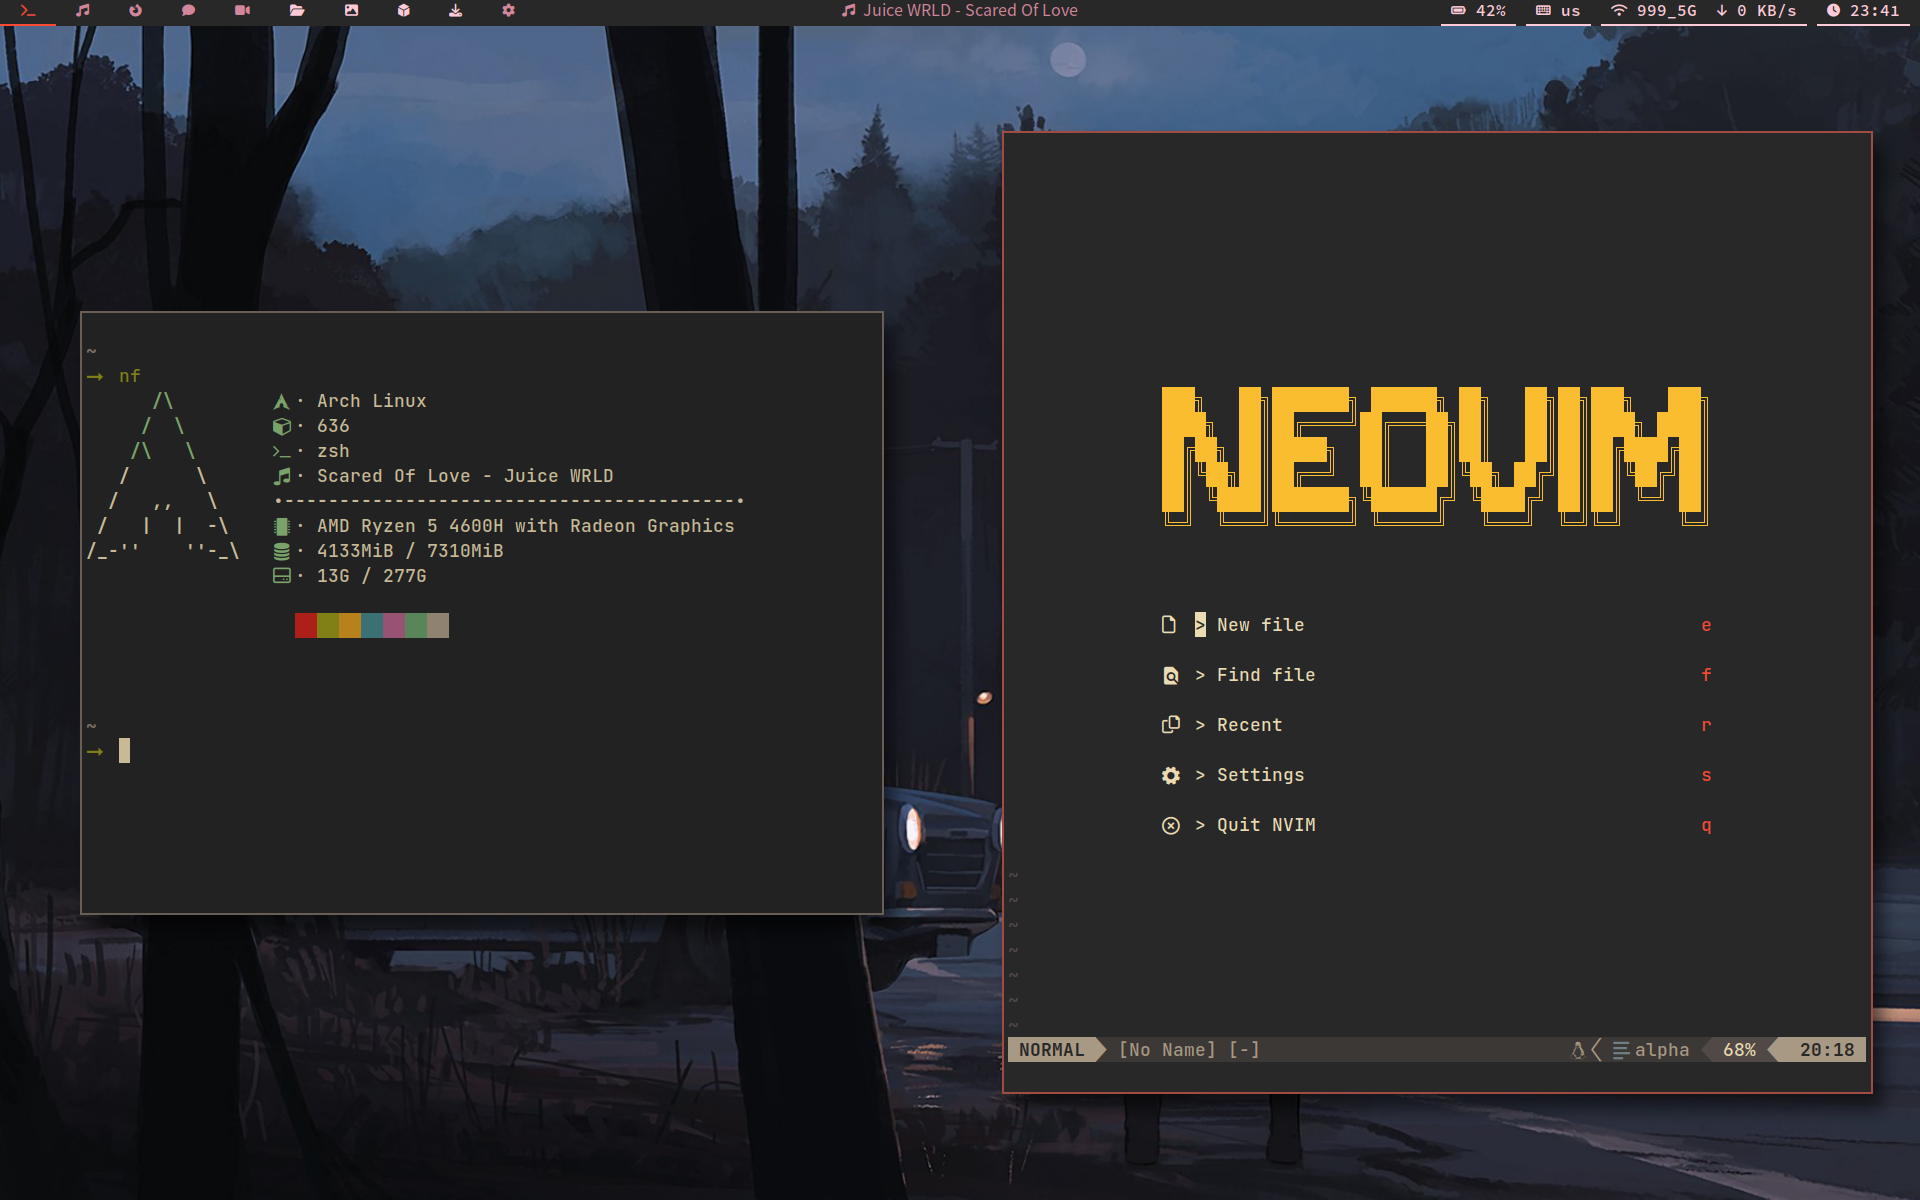 Juice WRLD - Scared Of Love
42%
us
999_5G
0 KB/s
23:41
~
→ nf
Arch Linux
636
zsh
Scared Of Love - Juice WRLD
AMD Ryzen 5 4600H with Radeon Graphics
4133MiB / 7310MiB
13G / 277G
~
→
NEOVIM
> New file e
> Find file f
> Recent r
> Settings s
> Quit NVIM q
~
~
~
~
~
~
~
NORMAL [No Name] [-] alpha 68% 20:18